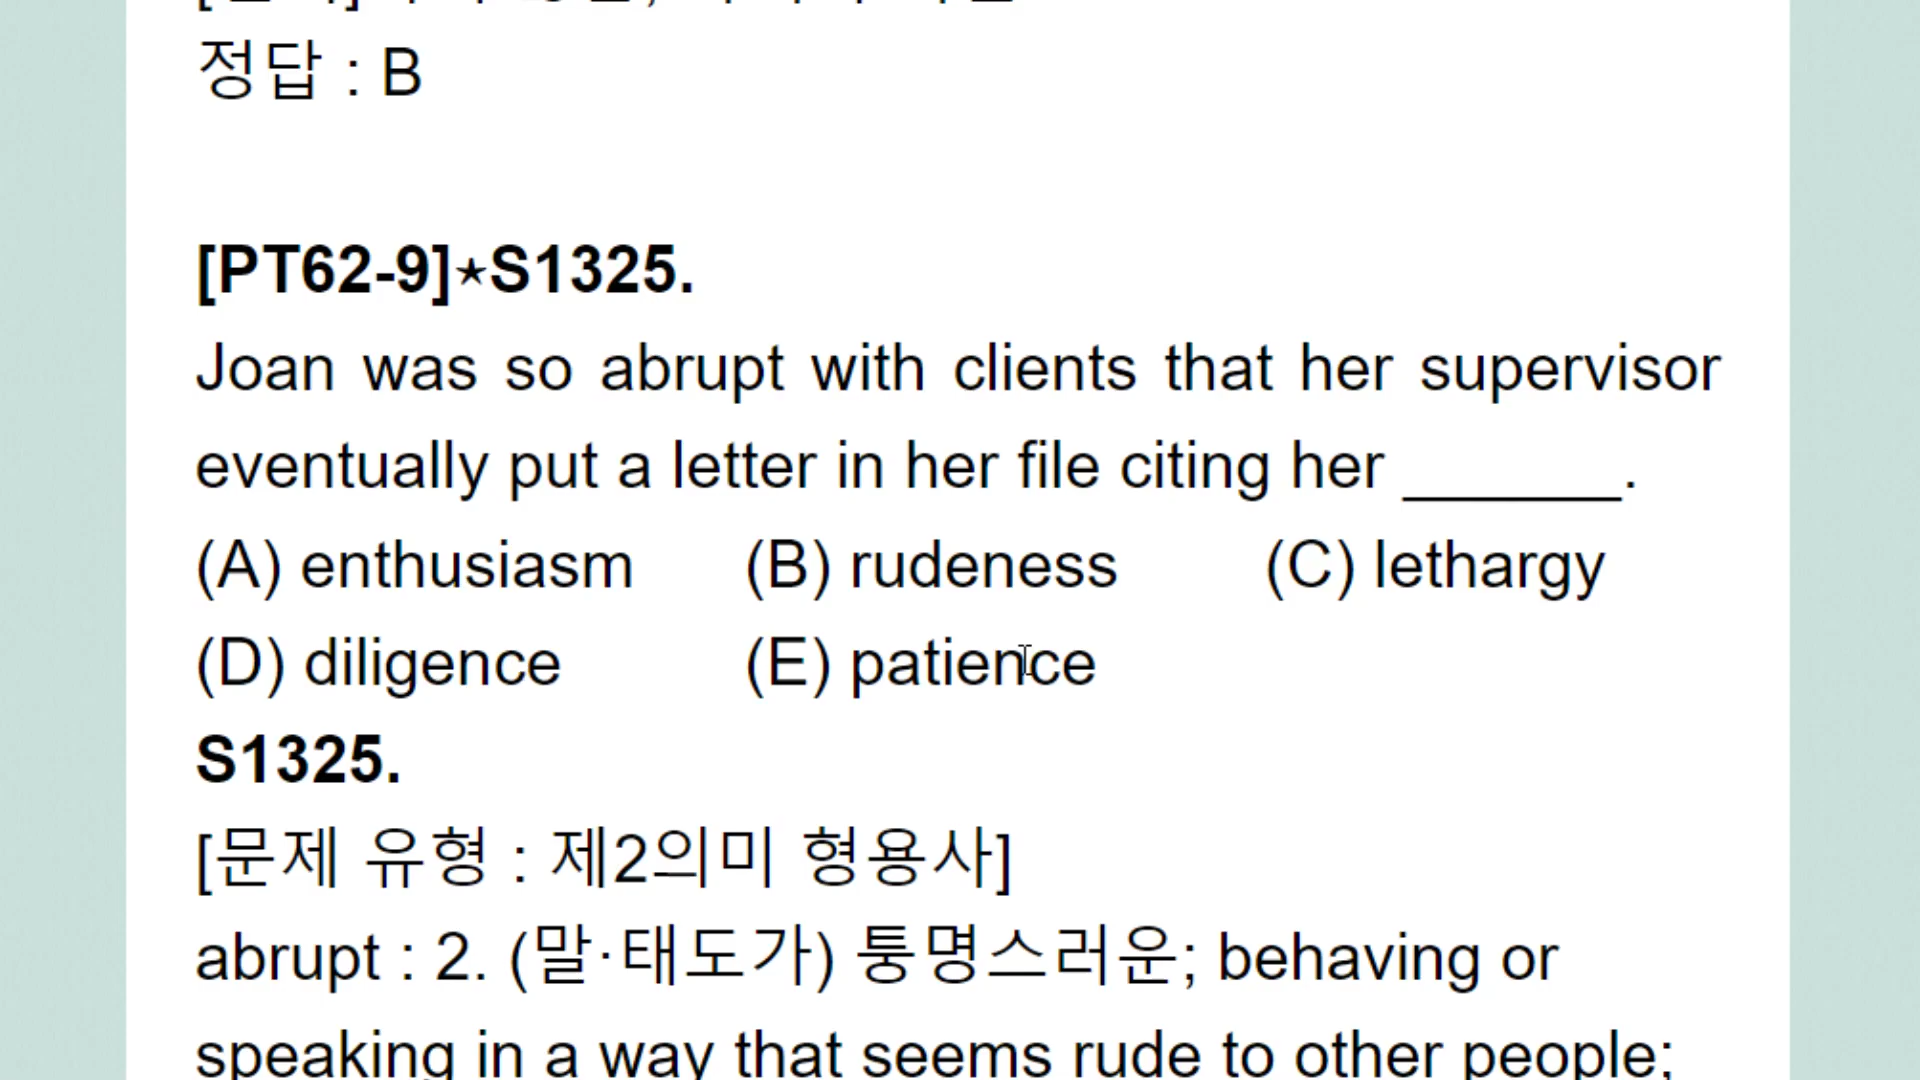 정답 : B
[PT62-9]⋆S1325.
Joan was so abrupt with clients that her supervisor
eventually put a letter in her file citing her ______.
(A) enthusiasm (B) rudeness (C) lethargy
(D) diligence (E) patience
S1325.
[문제 유형 : 제2의미 형용사]
abrupt : 2. (말·태도가) 퉁명스러운; behaving or
speaking in a way that seems rude to other people;